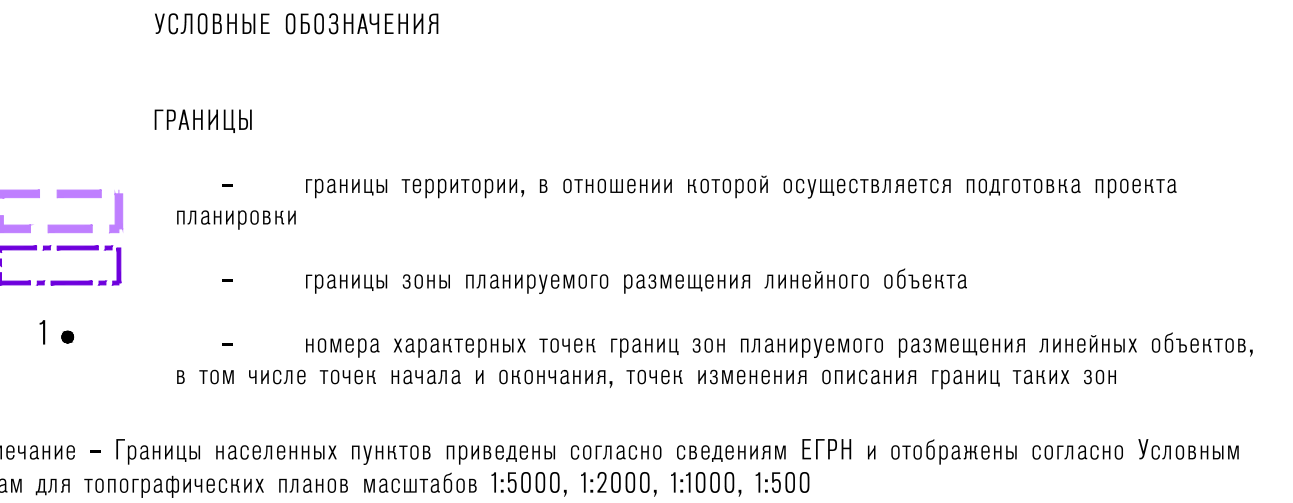 УСЛОВНЫЕ ОБОЗНАЧЕНИЯ
ГРАНИЦЫ
– границы территории, в отношении которой осуществляется подготовка проекта
планировки
– границы зоны планируемого размещения линейного объекта
1 • – номера характерных точек границ зон планируемого размещения линейных объектов,
в том числе точек начала и окончания, точек изменения описания границ таких зон
мечание – Границы населенных пунктов приведены согласно сведениям ЕГРН и отображены согласно Условным
ам для топографических планов масштабов 1:5000, 1:2000, 1:1000, 1:500